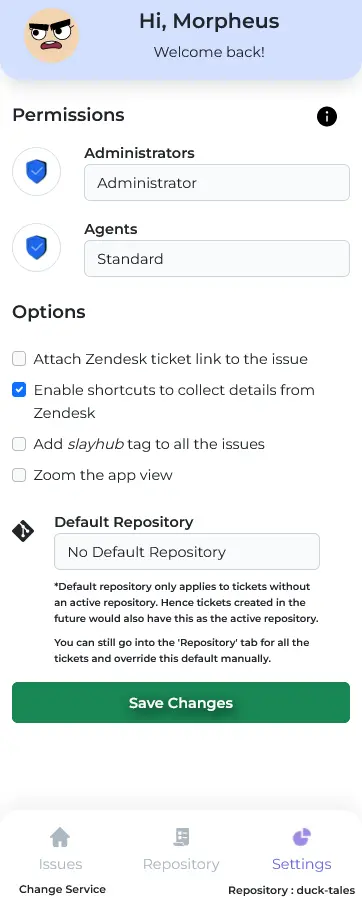 Hi, Morpheus
Welcome back!
Permissions
Administrators
Administrator
Agents
Standard
Options
Attach Zendesk ticket link to the issue
Enable shortcuts to collect details from
Zendesk
Add slayhub tag to all the issues
Zoom the app view
Default Repository
No Default Repository
*Default repository only applies to tickets without
an active repository. Hence tickets created in the
future would also have this as the active repository.
You can still go into the 'Repository' tab for all the
tickets and override this default manually.
Save Changes
Issues
Repository
Settings
Change Service
Repository : duck-tales